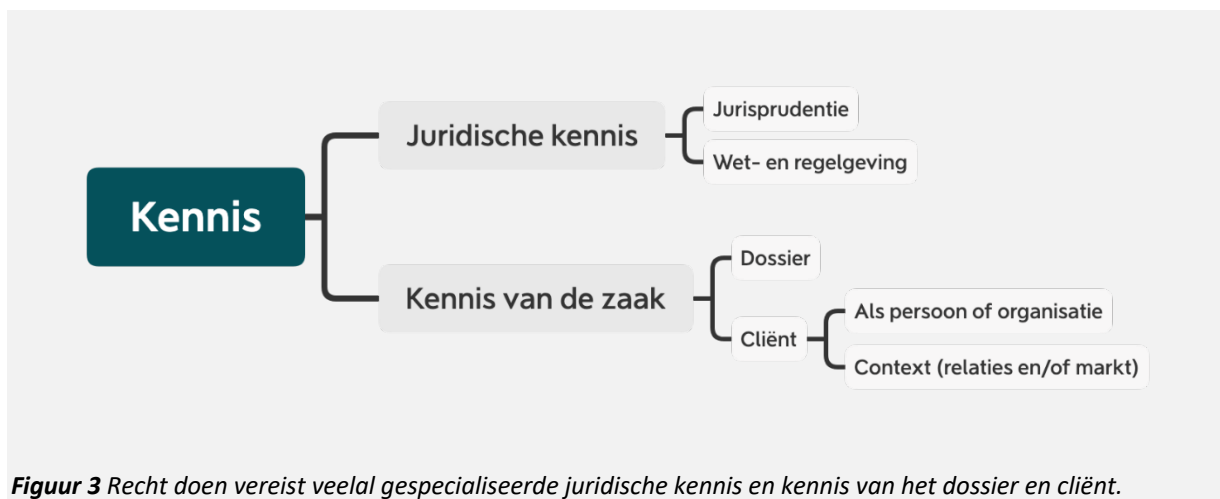 Kennis
Juridische kennis
Jurisprudentie
Wet- en regelgeving
Kennis van de zaak
Dossier
Cliënt
Als persoon of organisatie
Context (relaties en/of markt)
Figuur 3 Recht doen vereist veelal gespecialiseerde juridische kennis en kennis van het dossier en cliënt.